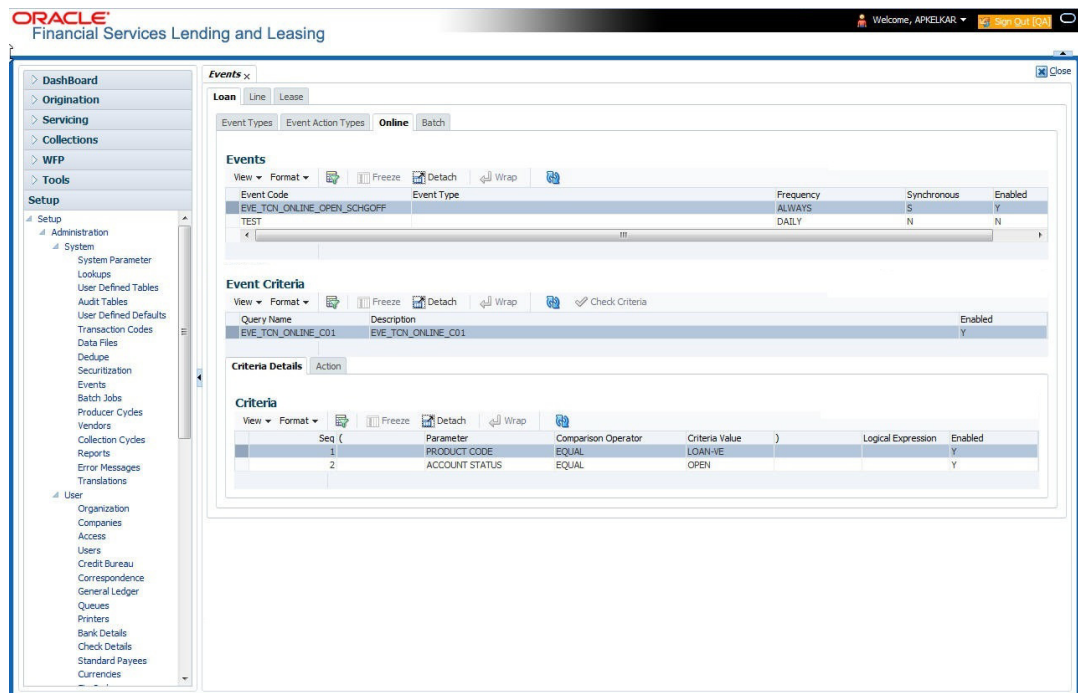 ORACLE
Financial Services Lending and Leasing
Welcome, APKELKAR
Sign Out [QA]
DashBoard
Origination
Servicing
Collections
WFP
Tools
Setup
Setup
Administration
System
System Parameter
Lookups
User Defined Tables
Audit Tables
User Defined Defaults
Transaction Codes
Data Files
Dedupe
Securitization
Events
Batch Jobs
Producer Cycles
Vendors
Collection Cycles
Reports
Error Messages
Translations
User
Organization
Companies
Access
Users
Credit Bureau
Correspondence
General Ledger
Queues
Printers
Bank Details
Check Details
Standard Payees
Currencies
Events x
Close
Loan Line Lease
Event Types Event Action Types Online Batch
Events
View Format Freeze Detach Wrap
Event Code Event Type Frequency Synchronous Enabled
EVE_TCN_ONLINE_OPEN_SCHGOFF ALWAYS S Y
TEST DAILY N N
Event Criteria
View Format Freeze Detach Wrap Check Criteria
Query Name Description Enabled
EVE_TCN_ONLINE_C01 EVE_TCN_ONLINE_C01 Y
Criteria Details Action
Criteria
View Format Freeze Detach Wrap
Seq ( Parameter Comparison Operator Criteria Value ) Logical Expression Enabled
1 PRODUCT CODE EQUAL LOAN-VE Y
2 ACCOUNT STATUS EQUAL OPEN Y